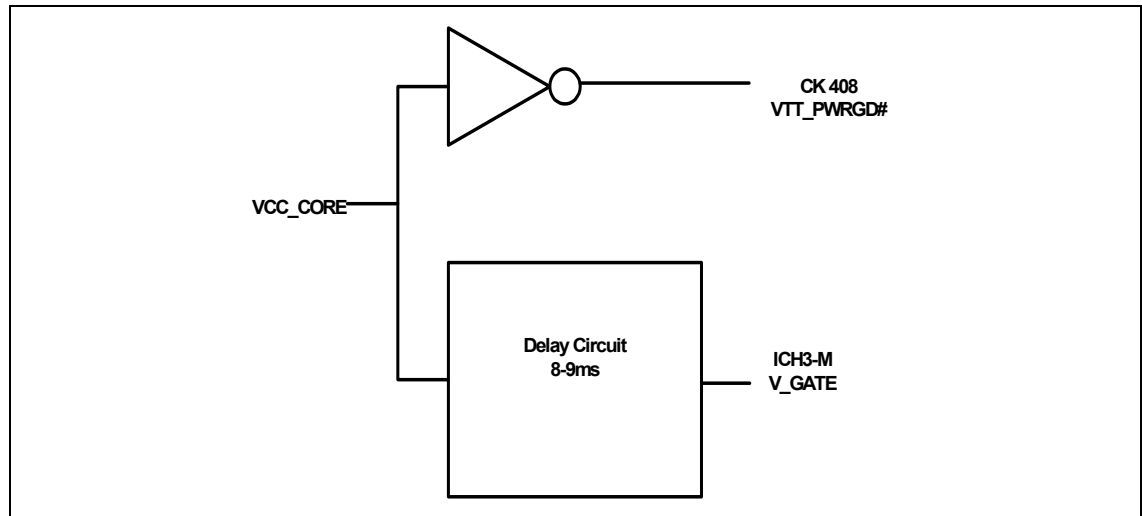 CK 408
VTT_PWRGD#
VCC_CORE
Delay Circuit
8-9ms
ICH3-M
V_GATE